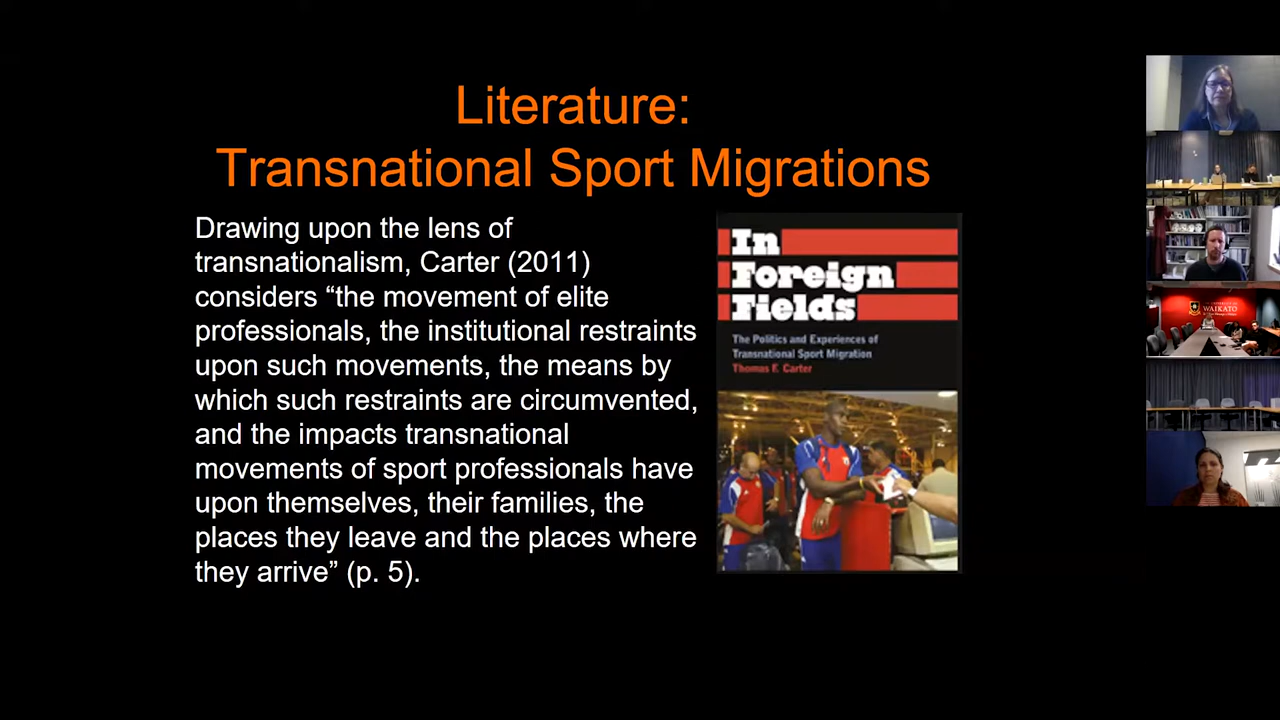 Literature:
Transnational Sport Migrations
Drawing upon the lens of
transnationalism, Carter (2011)
considers “the movement of elite
professionals, the institutional restraints
upon such movements, the means by
which such restraints are circumvented,
and the impacts transnational
movements of sport professionals have
upon themselves, their families, the
places they leave and the places where
they arrive” (p. 5).
In
Foreign
Fields
The Politics and Experiences of
Transnational Sport Migration
Thomas F. Carter
WAIKATO